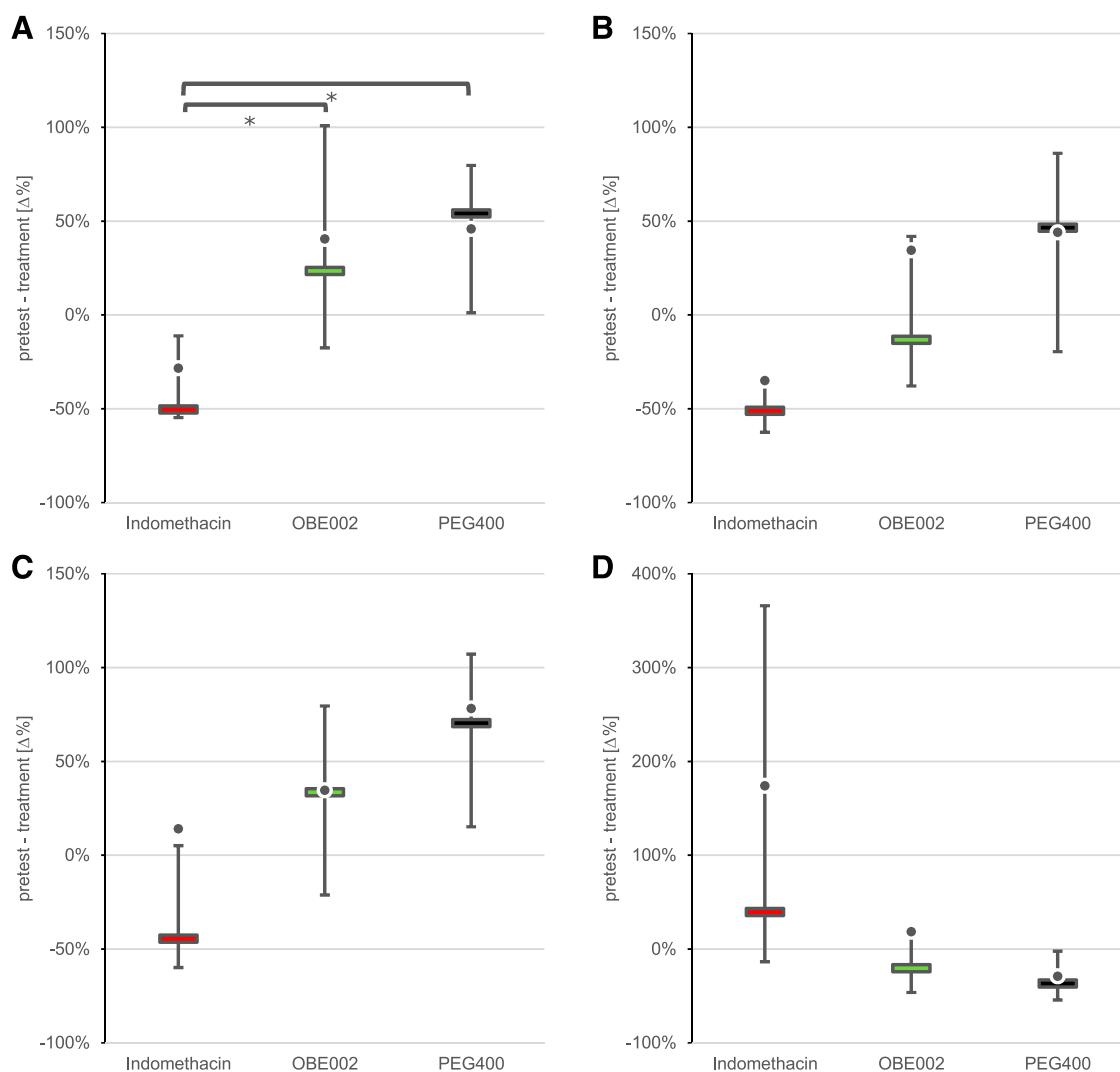 A
150%
100%
50%
0%
-50%
-100%
pretest - treatment [Δ%]
*
*
Indomethacin OBE002 PEG400
B
150%
100%
50%
0%
-50%
-100%
pretest - treatment [Δ%]
Indomethacin OBE002 PEG400
C
150%
100%
50%
0%
-50%
-100%
pretest - treatment [Δ%]
Indomethacin OBE002 PEG400
D
400%
300%
200%
100%
0%
-100%
pretest - treatment [Δ%]
Indomethacin OBE002 PEG400